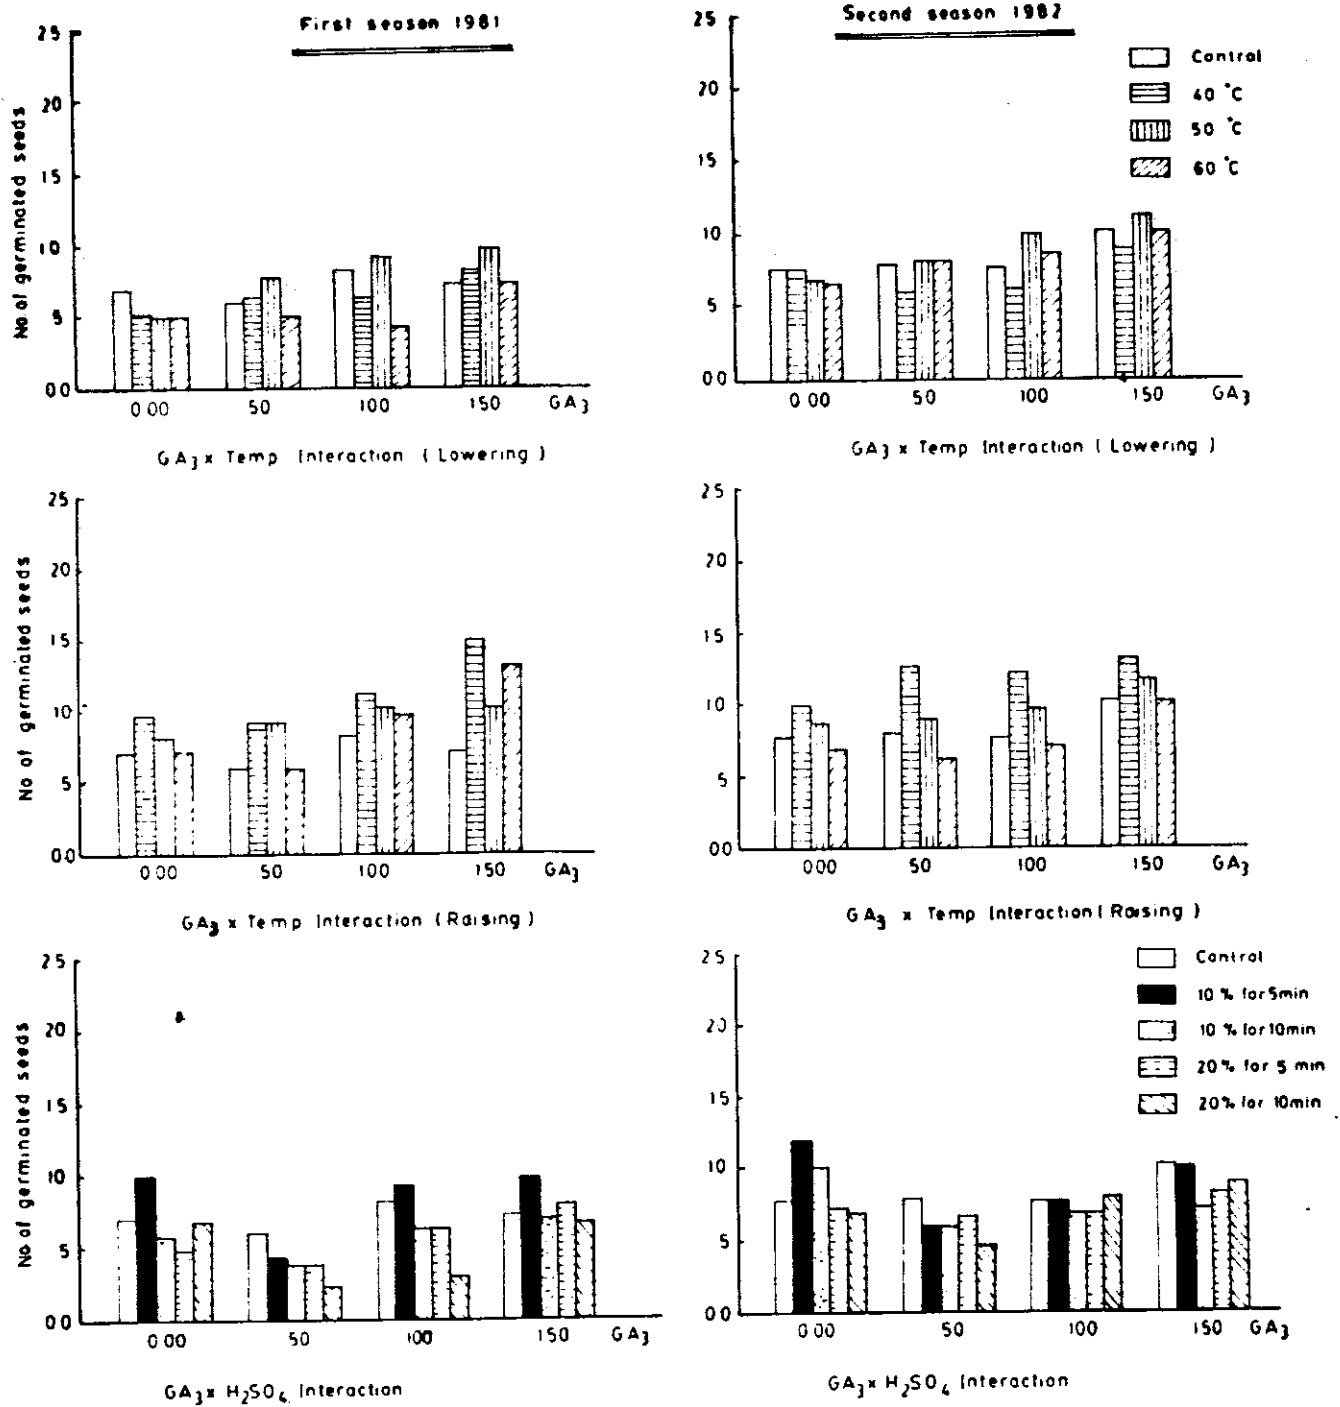 First season 1981
Second season 1982
No. of germinated seeds
25
20
15
10
5
0.0
0.00
50
100
150
GA3
GA3 x Temp Interaction ( Lowering )
25
20
15
10
5
0.0
Control
40 °C
50 °C
60 °C
0.00
50
100
150
GA3
GA3 x Temp Interaction ( Lowering )
No of germinated seeds
25
20
15
10
5
0.0
0.00
50
100
150
GA3
GA3 x Temp Interaction ( Raising )
25
20
15
10
5
0.0
0.00
50
100
150
GA3
GA3 x Temp Interaction ( Raising )
No of germinated seeds
25
20
15
10
5
0.0
0.00
50
100
150
GA3
GA3 x H2SO4 Interaction
25
20
15
10
5
0.0
Control
10 % for 5min
10 % for 10min
20% for 5 min
20% for 10min
0.00
50
100
150
GA3
GA3 x H2SO4 Interaction